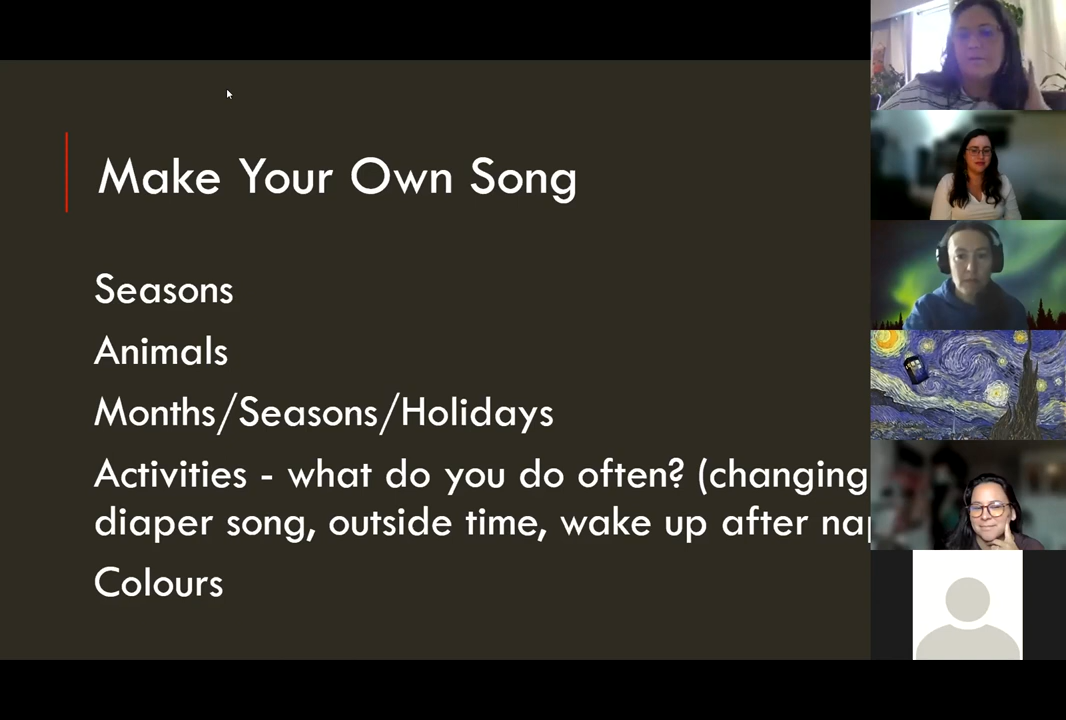 Make Your Own Song
Seasons
Animals
Months/Seasons/Holidays
Activities - what do you do often? (changing
diaper song, outside time, wake up after
Colours